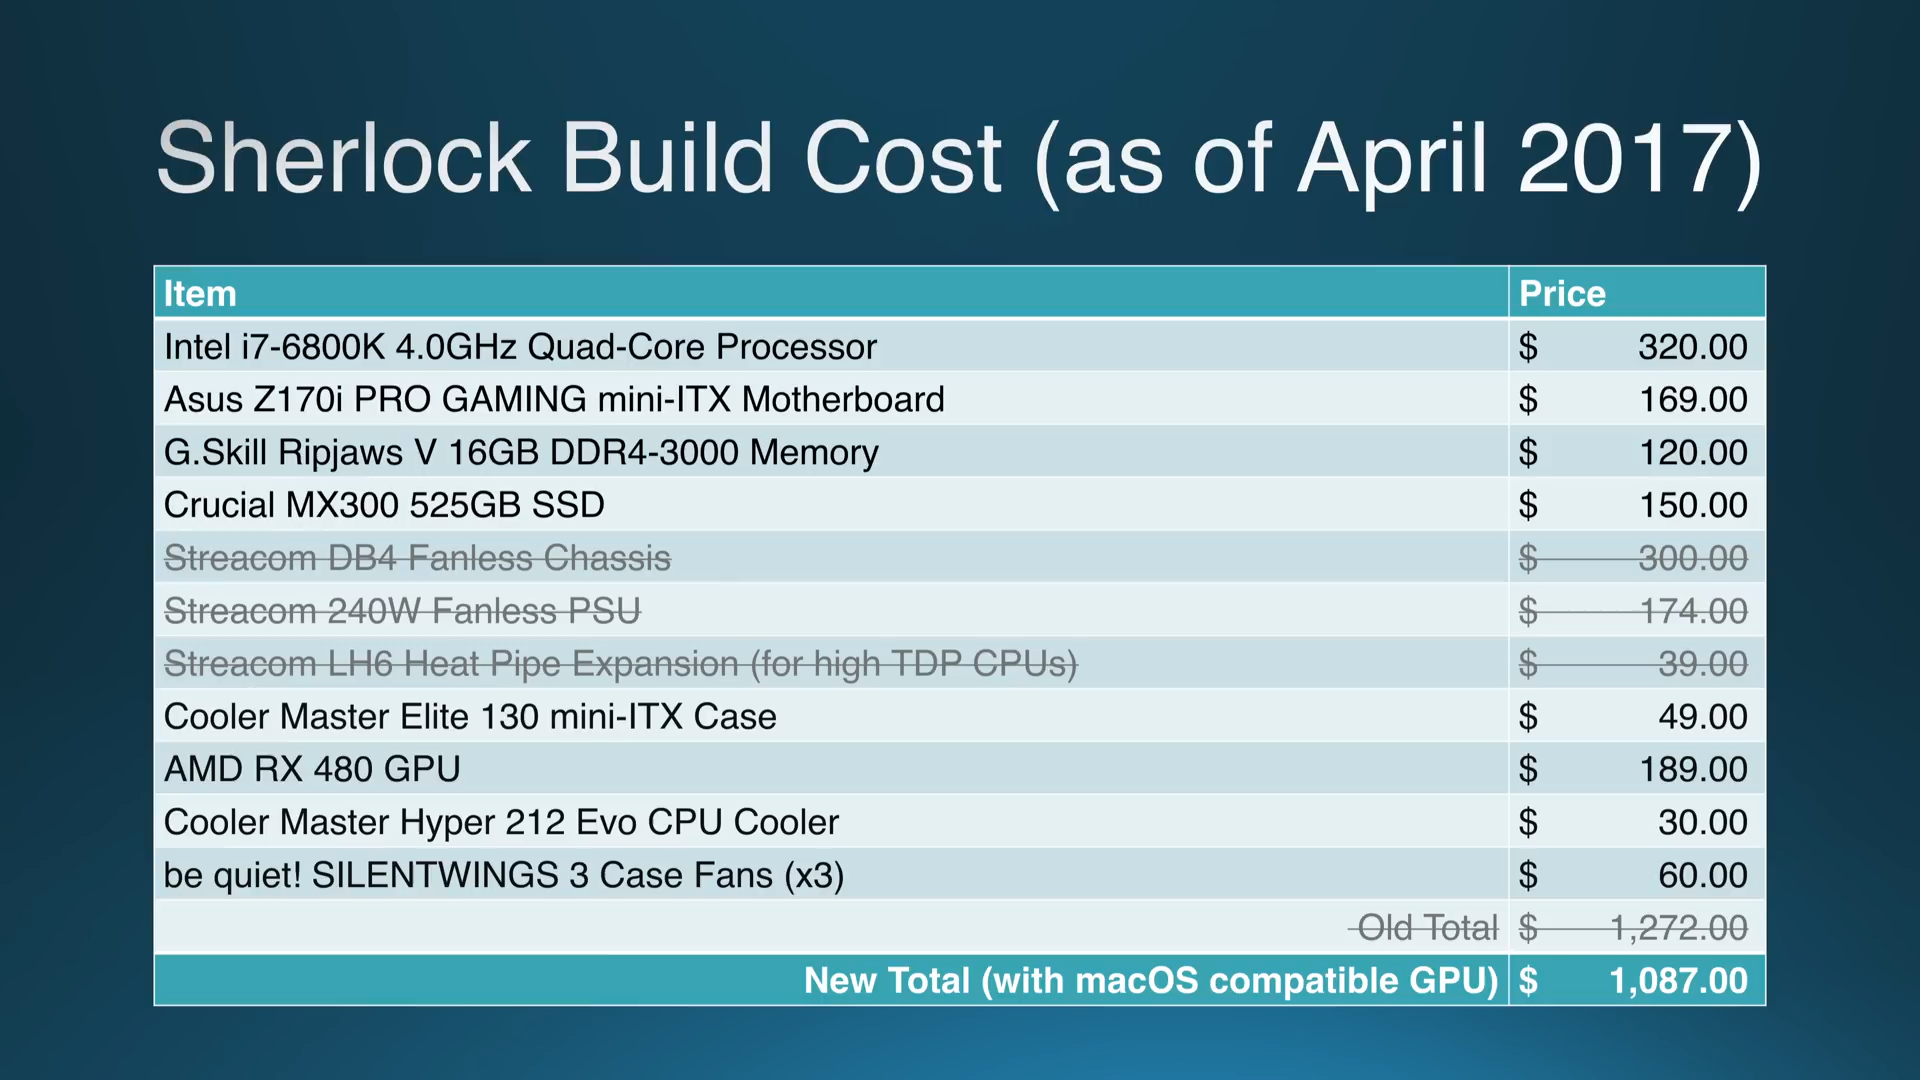 Sherlock Build Cost (as of April 2017)
Item Price
Intel i7-6800K 4.0GHz Quad-Core Processor $ 320.00
Asus Z170i PRO GAMING mini-ITX Motherboard $ 169.00
G.Skill Ripjaws V 16GB DDR4-3000 Memory $ 120.00
Crucial MX300 525GB SSD $ 150.00
Streacom DB4 Fanless Chassis $ 300.00
Streacom 240W Fanless PSU $ 174.00
Streacom LH6 Heat Pipe Expansion (for high TDP CPUs) $ 39.00
Cooler Master Elite 130 mini-ITX Case $ 49.00
AMD RX 480 GPU $ 189.00
Cooler Master Hyper 212 Evo CPU Cooler $ 30.00
be quiet! SILENTWINGS 3 Case Fans (x3) $ 60.00
Old Total $ 1,272.00
New Total (with macOS compatible GPU) $ 1,087.00